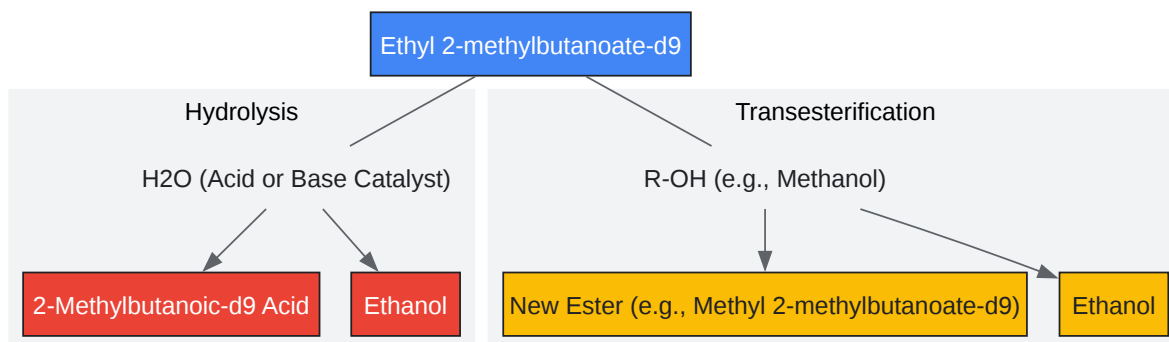 Ethyl 2-methylbutanoate-d9
Hydrolysis
Transesterification
H2O (Acid or Base Catalyst)
R-OH (e.g., Methanol)
2-Methylbutanoic-d9 Acid
Ethanol
New Ester (e.g., Methyl 2-methylbutanoate-d9)
Ethanol